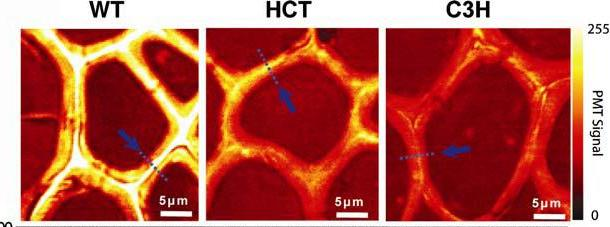 WT HCT C3H
255
PMT Signal
5μm 5μm 5μm
0